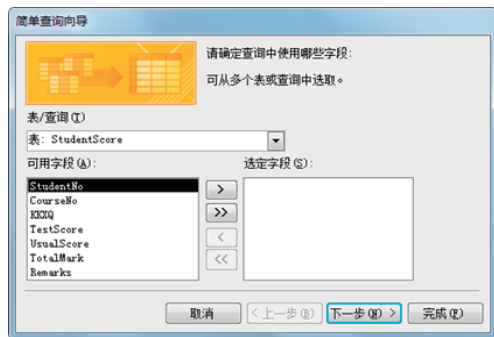 简单查询向导
请确定查询中使用哪些字段:
可从多个表或查询中选取。
表/查询(T)
表: StudentScore
可用字段(A):
选定字段(S):
StudentNo
CourseNo
KKXQ
TestScore
UsualScore
TotalMark
Remarks
>
>>
<
<<
取消
<上一步(B)
下一步(N) >
完成(F)